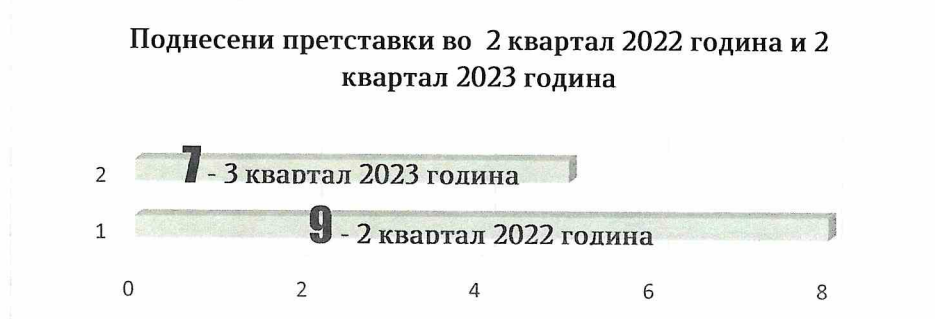 Поднесени претставки во 2 квартал 2022 година и 2
квартал 2023 година
2
7 - 3 квартал 2023 година
1
9 - 2 квартал 2022 година
0 2 4 6 8